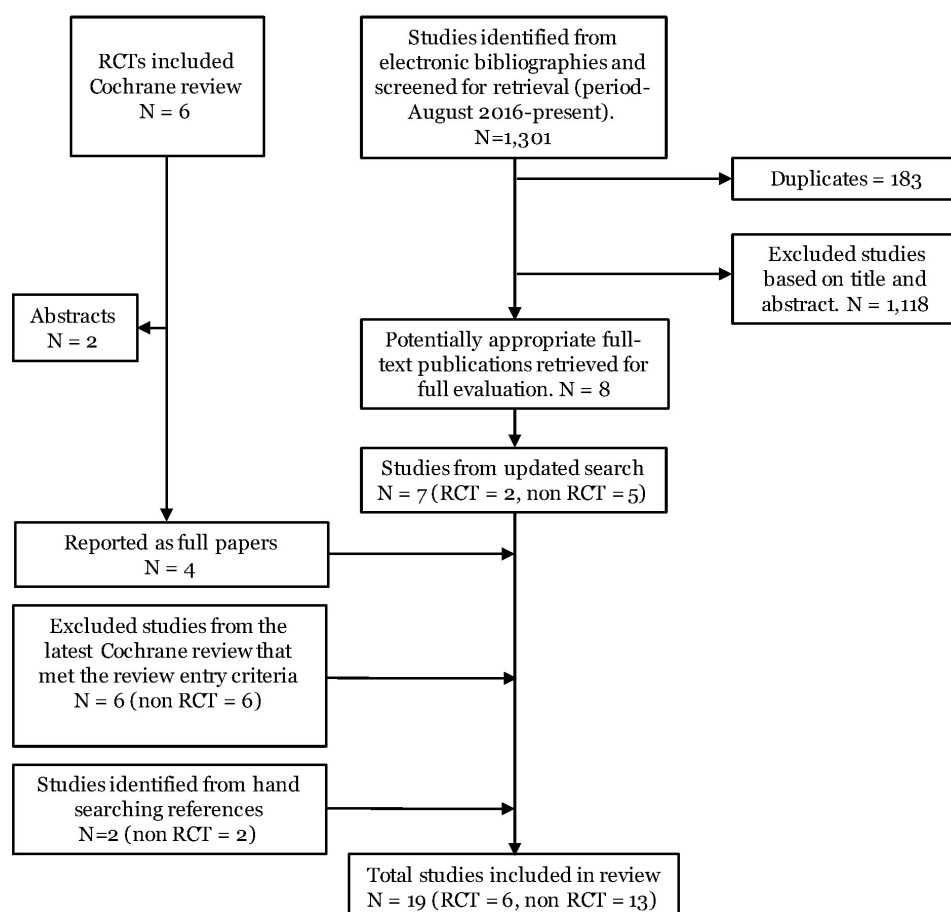 RCTs included
Cochrane review
N = 6
Studies identified from
electronic bibliographies and
screened for retrieval (period-
August 2016-present).
N=1,301
Duplicates = 183
Excluded studies
based on title and
abstract. N = 1,118
Abstracts
N = 2
Potentially appropriate full-
text publications retrieved for
full evaluation. N = 8
Studies from updated search
N = 7 (RCT = 2, non RCT = 5)
Reported as full papers
N = 4
Excluded studies from the
latest Cochrane review that
met the review entry criteria
N = 6 (non RCT = 6)
Studies identified from hand
searching references
N=2 (non RCT = 2)
Total studies included in review
N = 19 (RCT = 6, non RCT = 13)